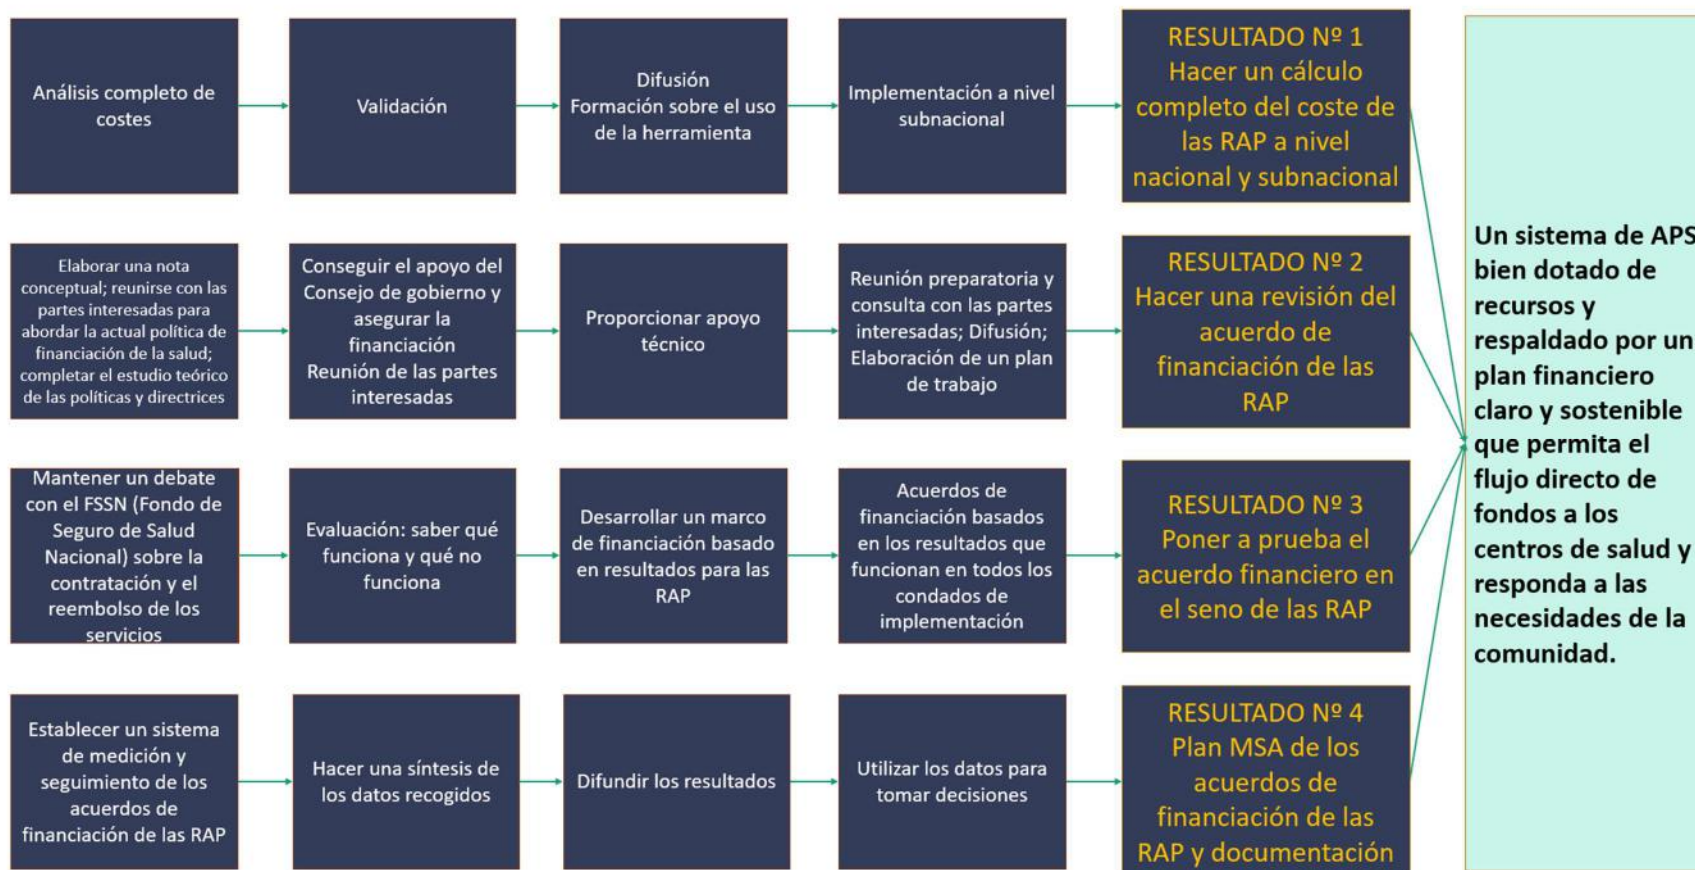 Análisis completo de
costes
Validación
Difusión
Formación sobre el uso
de la herramienta
Implementación a nivel
subnacional
RESULTADO Nº 1
Hacer un cálculo
completo del coste de
las RAP a nivel
nacional y subnacional
Elaborar una nota
conceptual; reunirse con las
partes interesadas para
abordar la actual política de
financiación de la salud;
completar el estudio teórico
de las políticas y directrices
Conseguir el apoyo del
Consejo de gobierno y
asegurar la
financiación
Reunión de las partes
interesadas
Proporcionar apoyo
técnico
Reunión preparatoria y
consulta con las partes
interesadas; Difusión;
Elaboración de un plan
de trabajo
RESULTADO Nº 2
Hacer una revisión del
acuerdo de
financiación de las
RAP
Mantener un debate
con el FSSN (Fondo de
Seguro de Salud
Nacional) sobre la
contratación y el
reembolso de los
servicios
Evaluación: saber qué
funciona y qué no
funciona
Desarrollar un marco
de financiación basado
en resultados para las
RAP
Acuerdos de
financiación basados
en los resultados que
funcionan en todos los
condados de
implementación
RESULTADO Nº 3
Poner a prueba el
acuerdo financiero en
el seno de las RAP
Establecer un sistema
de medición y
seguimiento de los
acuerdos de
financiación de las RAP
Hacer una síntesis de
los datos recogidos
Difundir los resultados
Utilizar los datos para
tomar decisiones
RESULTADO Nº 4
Plan MSA de los
acuerdos de
financiación de las
RAP y documentación
Un sistema de APS
bien dotado de
recursos y
respaldado por un
plan financiero
claro y sostenible
que permita el
flujo directo de
fondos a los
centros de salud y
responda a las
necesidades de la
comunidad.